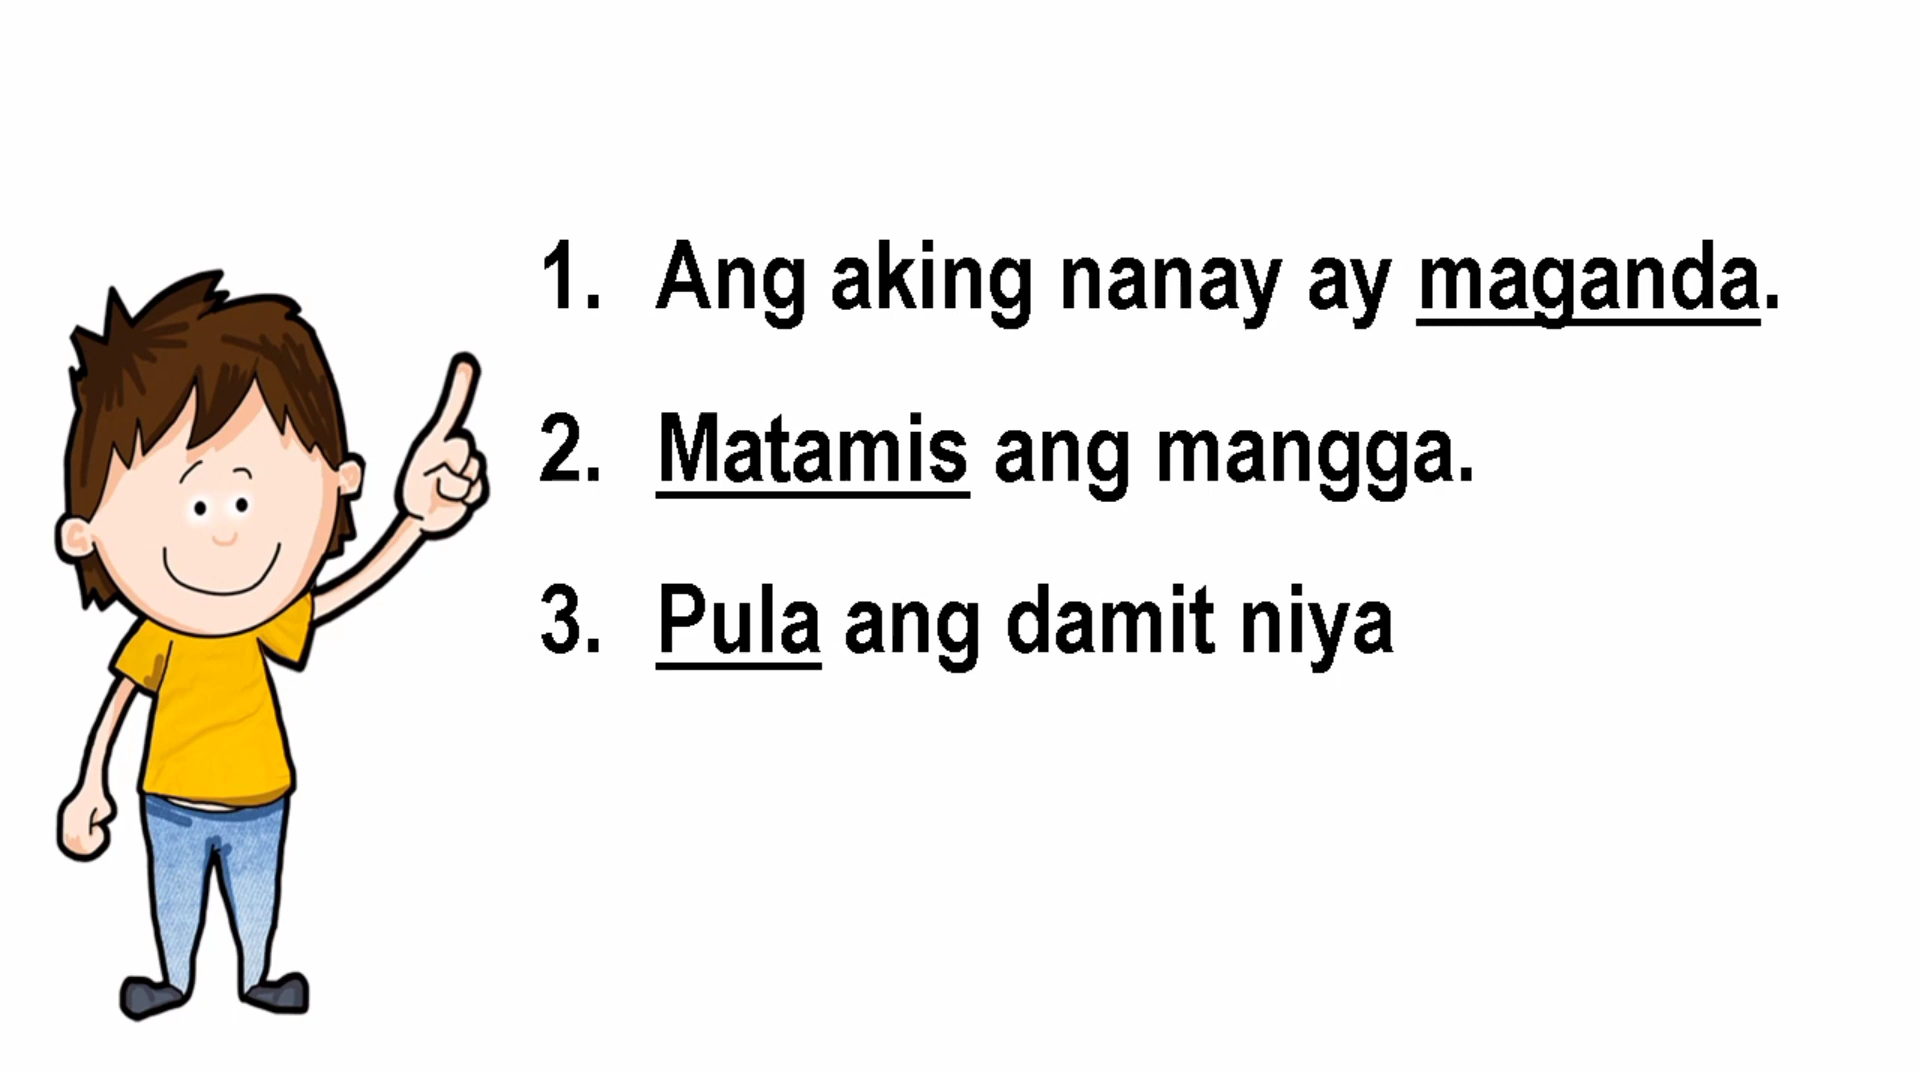 1. Ang aking nanay ay maganda.
2. Matamis ang mangga.
3. Pula ang damit niya